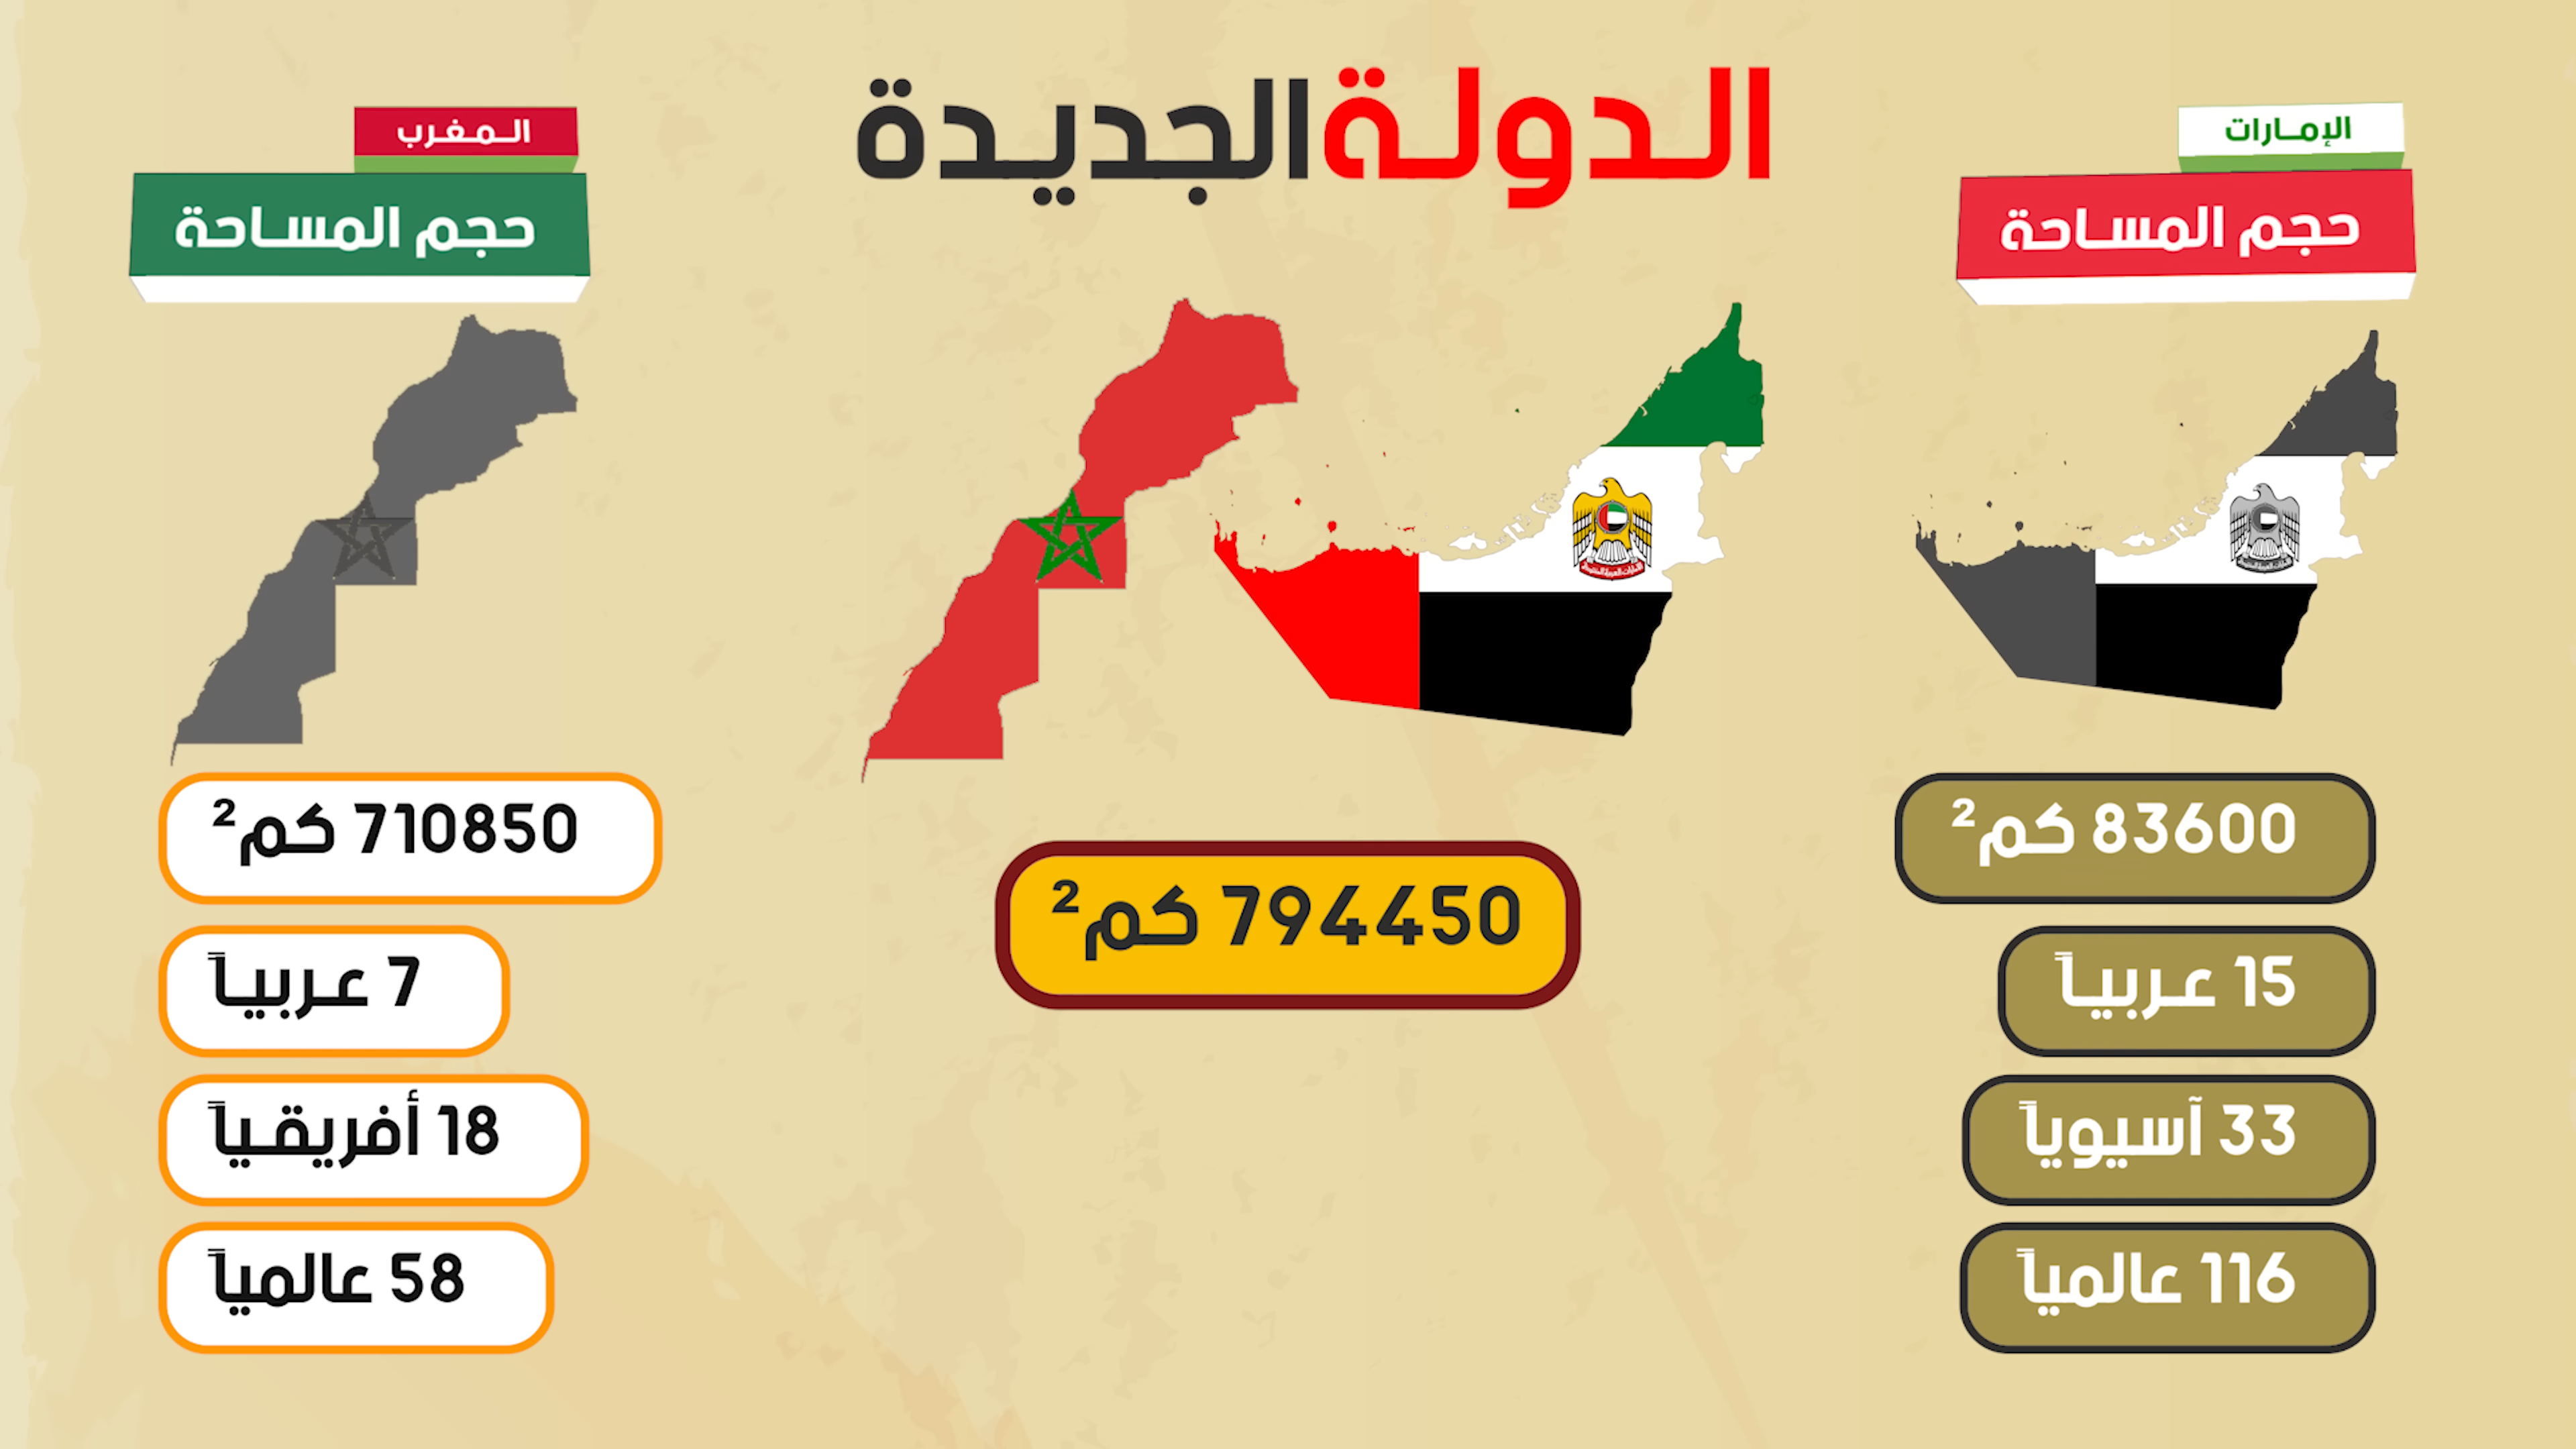 الدولة الجديدة
الإمارات
حجم المساحة
83600 كم²
15 عربياً
33 آسيوياً
116 عالمياً
794450 كم²
المغرب
حجم المساحة
710850 كم²
7 عربياً
18 أفريقياً
58 عالمياً